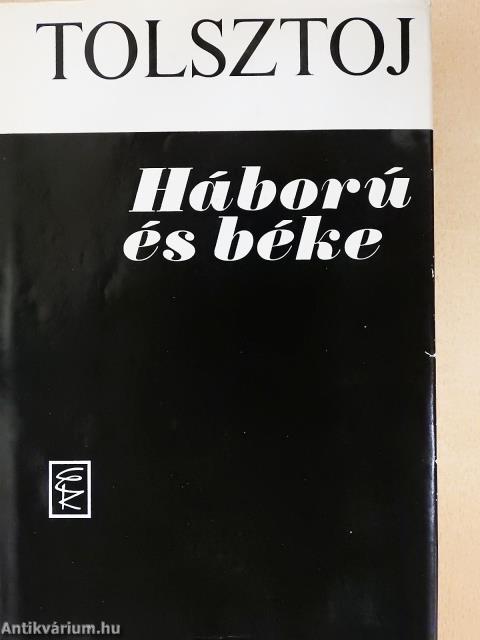 TOLSZTOJ
Háború
és béke
Antikvárium.hu